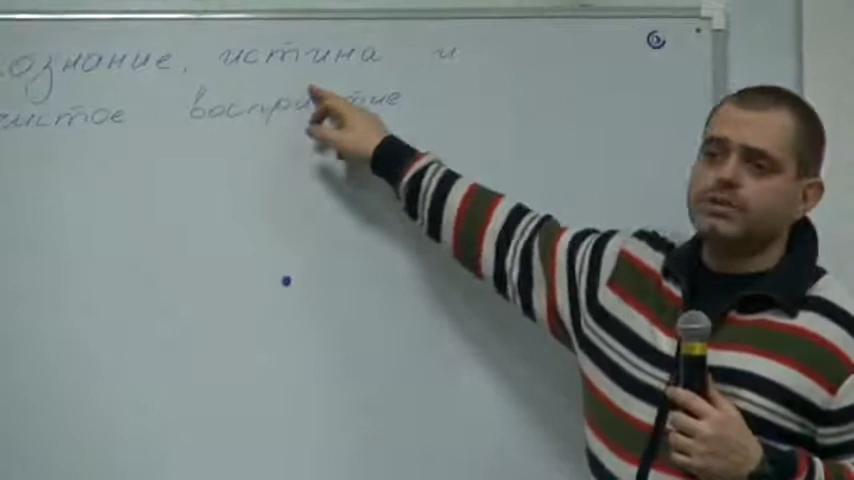 ознание, истина и
истое восприятие